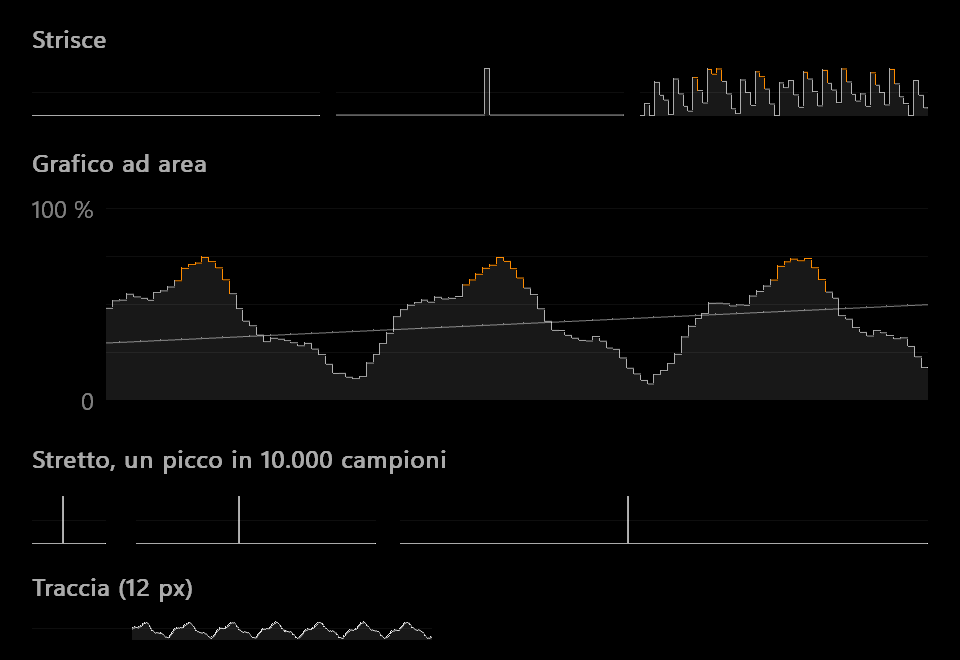 Strisce
Grafico ad area
100 %
0
Stretto, un picco in 10.000 campioni
Traccia (12 px)